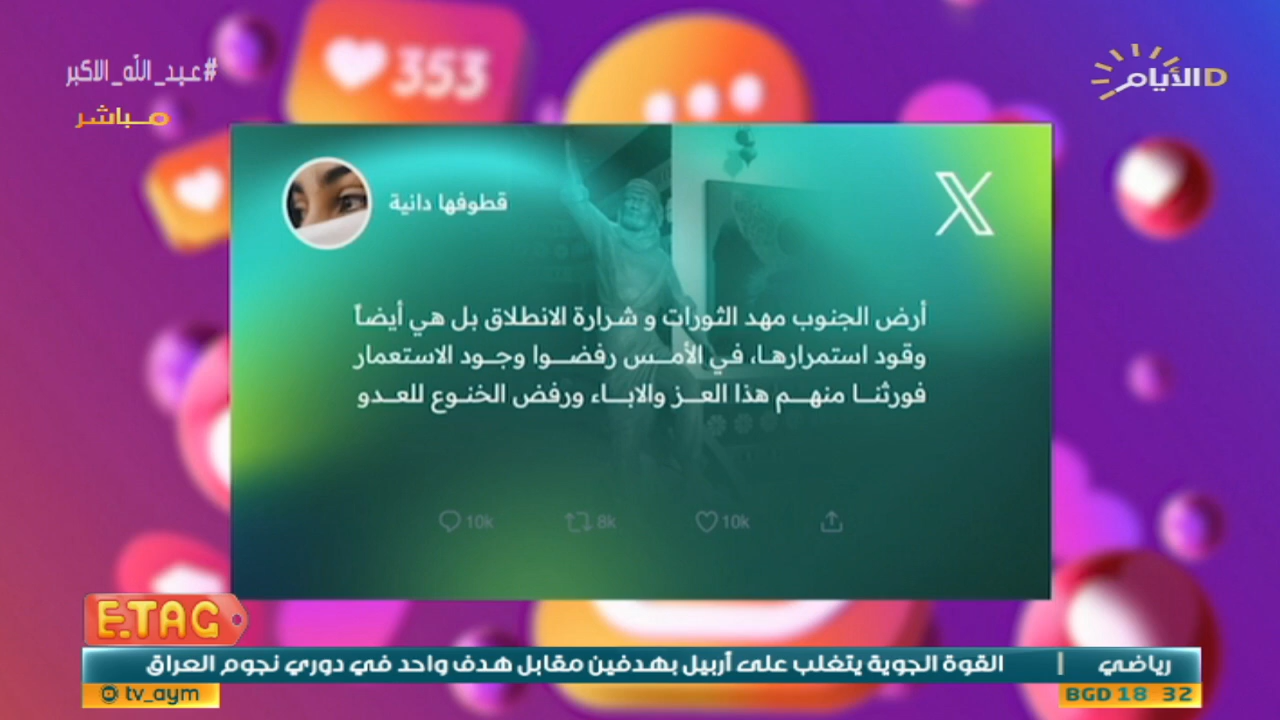 #عبد_الله_الاكبر
مباشر
353
الأيام
قطوفها دانية
أرض الجنوب مهد الثورات و شرارة الانطلاق بل هي أيضاً
وقود استمرارها، في الأمس رفضوا وجود الاستعمار
فورثنا منهم هذا العز والاباء ورفض الخنوع للعدو
10k 8k 10k
E.TAG
رياضي | القوة الجوية يتغلب على أربيل بهدفين مقابل هدف واحد في دوري نجوم العراق
tv_aym
BGD 18 32